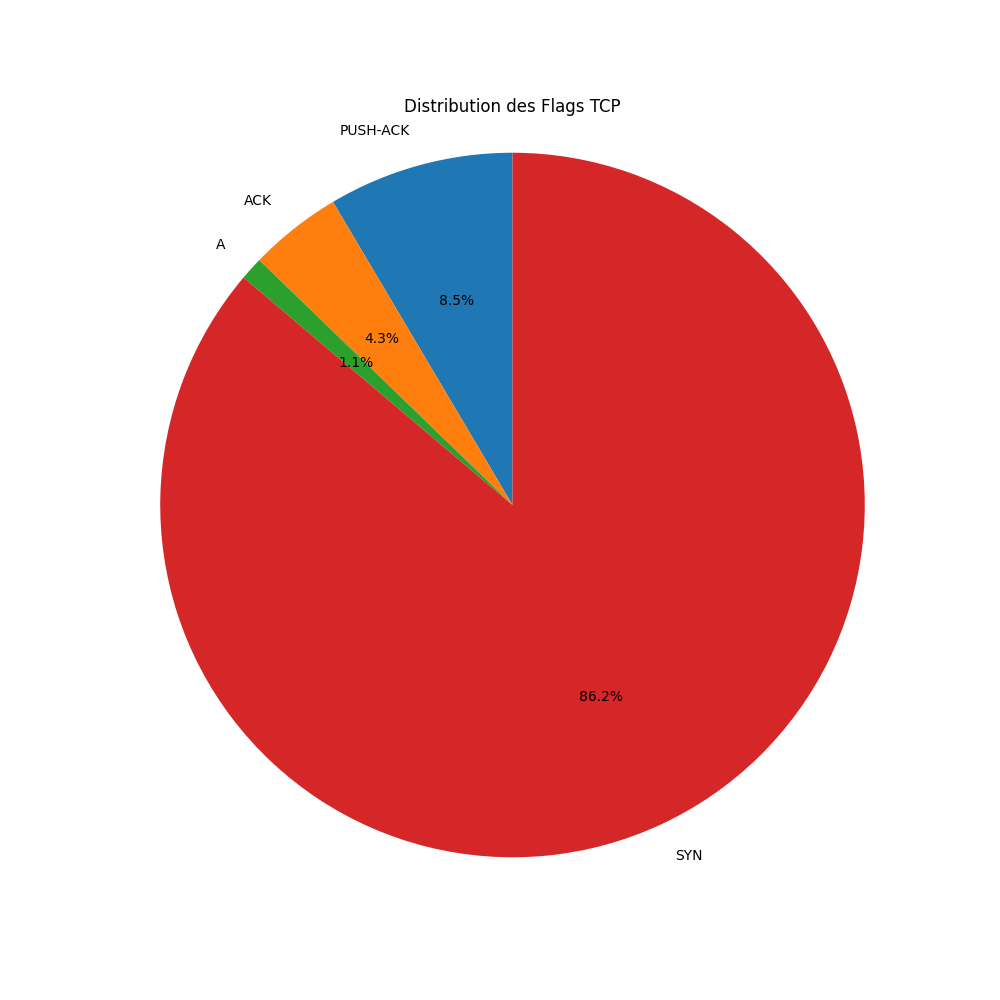 Distribution des Flags TCP
PUSH-ACK
ACK
A
8.5%
4.3%
1.1%
86.2%
SYN